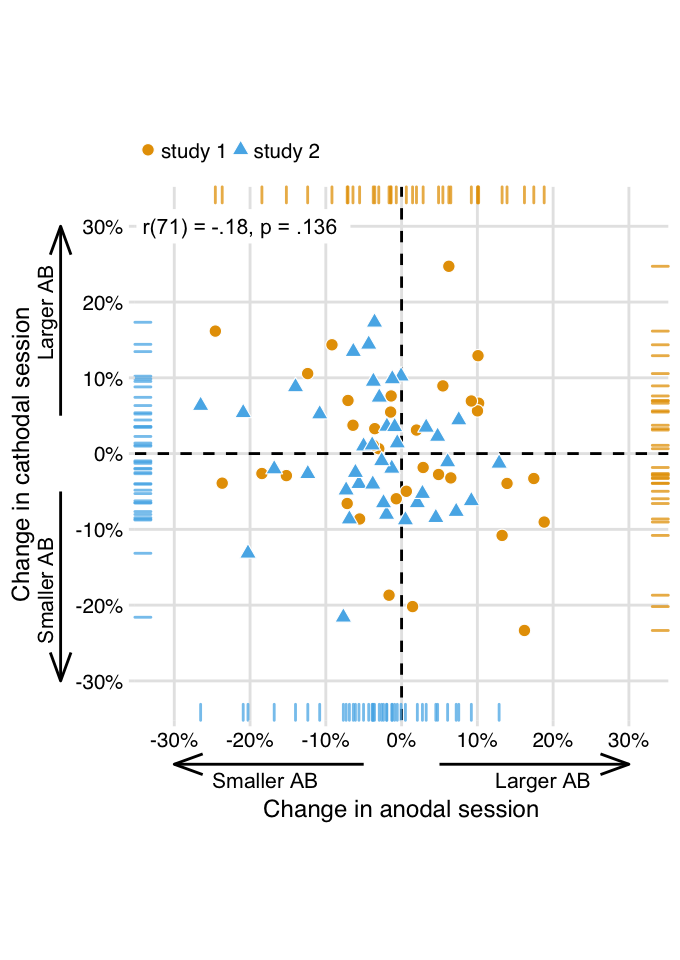 study 1 study 2
r(71) = -.18, p = .136
30%
20%
10%
0%
-10%
-20%
-30%
Larger AB
Smaller AB
Change in cathodal session
-30% -20% -10% 0% 10% 20% 30%
Smaller AB Larger AB
Change in anodal session